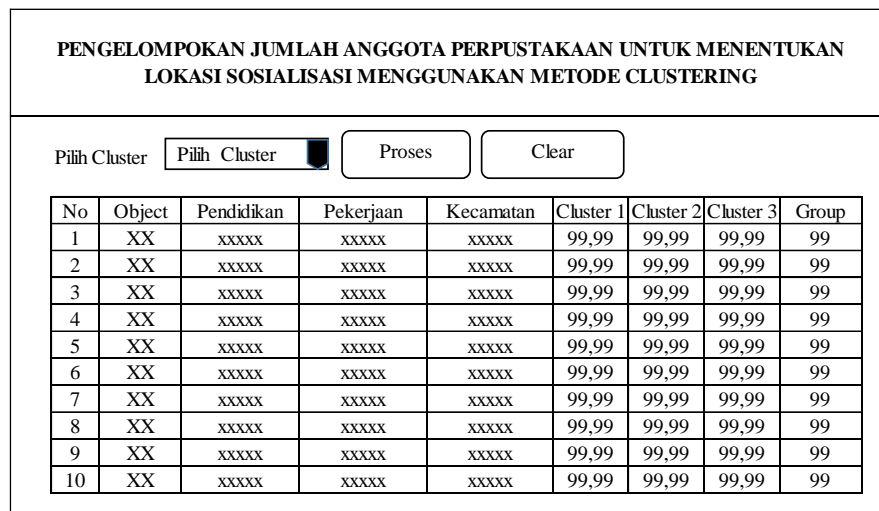 PENGELOMPOKAN JUMLAH ANGGOTA PERPUSTAKAAN UNTUK MENENTUKAN
LOKASI SOSIALISASI MENGGUNAKAN METODE CLUSTERING
Pilih Cluster Pilih Cluster Proses Clear
No Object Pendidikan Pekerjaan Kecamatan Cluster 1 Cluster 2 Cluster 3 Group
1 XX xxxxx xxxxx xxxxx 99,99 99,99 99,99 99
2 XX xxxxx xxxxx xxxxx 99,99 99,99 99,99 99
3 XX xxxxx xxxxx xxxxx 99,99 99,99 99,99 99
4 XX xxxxx xxxxx xxxxx 99,99 99,99 99,99 99
5 XX xxxxx xxxxx xxxxx 99,99 99,99 99,99 99
6 XX xxxxx xxxxx xxxxx 99,99 99,99 99,99 99
7 XX xxxxx xxxxx xxxxx 99,99 99,99 99,99 99
8 XX xxxxx xxxxx xxxxx 99,99 99,99 99,99 99
9 XX xxxxx xxxxx xxxxx 99,99 99,99 99,99 99
10 XX xxxxx xxxxx xxxxx 99,99 99,99 99,99 99